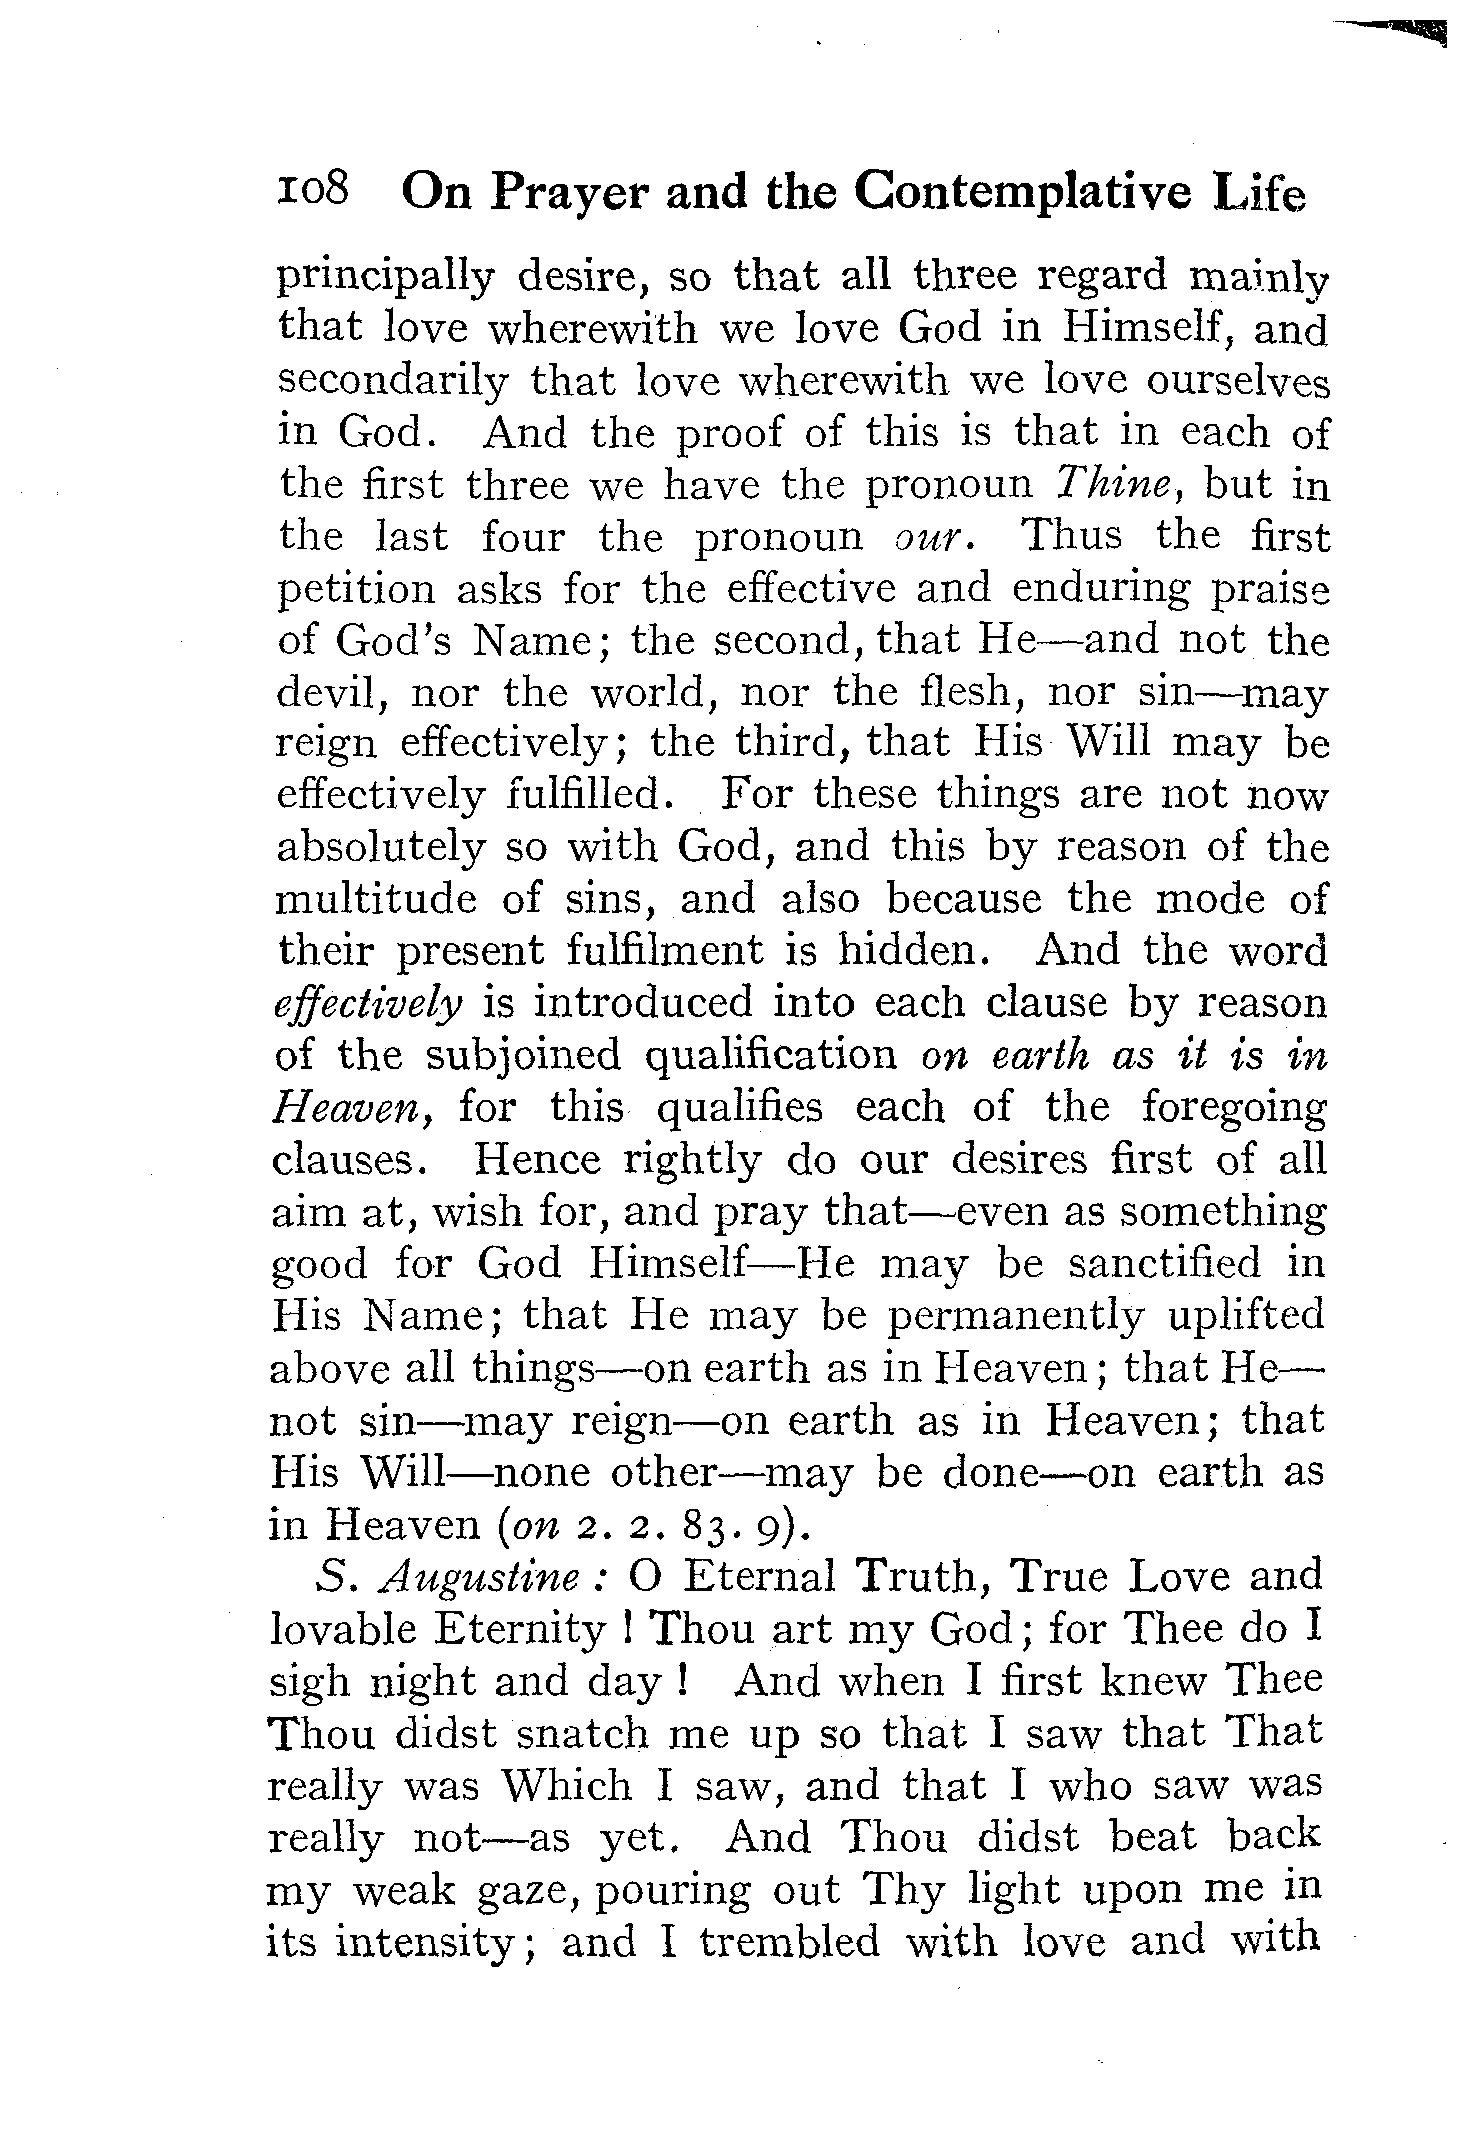 108 On Prayer and the Contemplative Life
principally desire, so that all three regard mainly
that love wherewith we love God in Himself, and
secondarily that love wherewith we love ourselves
in God. And the proof of this is that in each of
the first three we have the pronoun Thine, but in
the last four the pronoun our. Thus the first
petition asks for the effective and enduring praise
of God's Name; the second, that He—and not the
devil, nor the world, nor the flesh, nor sin—may
reign effectively; the third, that His Will may be
effectively fulfilled. For these things are not now
absolutely so with God, and this by reason of the
multitude of sins, and also because the mode of
their present fulfilment is hidden. And the word
effectively is introduced into each clause by reason
of the subjoined qualification on earth as it is in
Heaven, for this qualifies each of the foregoing
clauses. Hence rightly do our desires first of all
aim at, wish for, and pray that—even as something
good for God Himself—He may be sanctified in
His Name; that He may be permanently uplifted
above all things—on earth as in Heaven; that He—
not sin—may reign—on earth as in Heaven; that
His Will—none other—may be done—on earth as
in Heaven (on 2. 2. 83. 9).
S. Augustine: O Eternal Truth, True Love and
lovable Eternity! Thou art my God; for Thee do I
sigh night and day! And when I first knew Thee
Thou didst snatch me up so that I saw that That
really was Which I saw, and that I who saw was
really not—as yet. And Thou didst beat back
my weak gaze, pouring out Thy light upon me in
its intensity; and I trembled with love and with